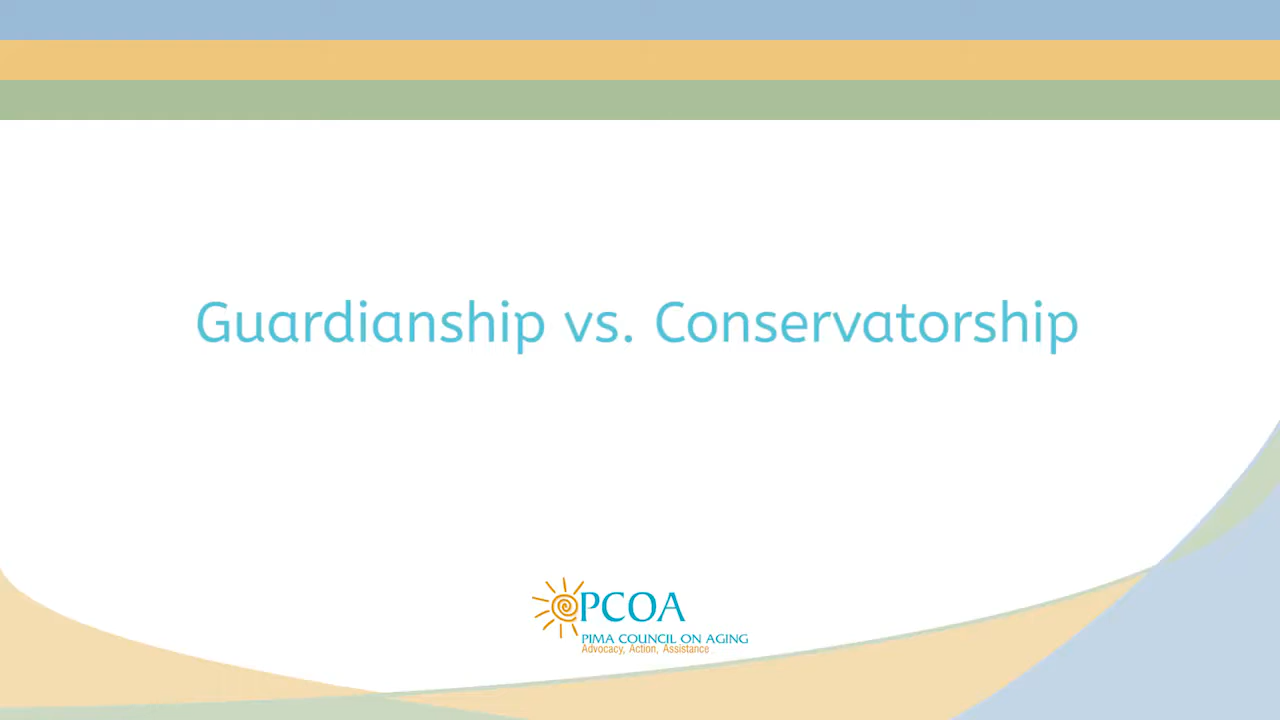 Guardianship vs. Conservatorship
PCOA
PIMA COUNCIL ON AGING
Advocacy, Action, Assistance